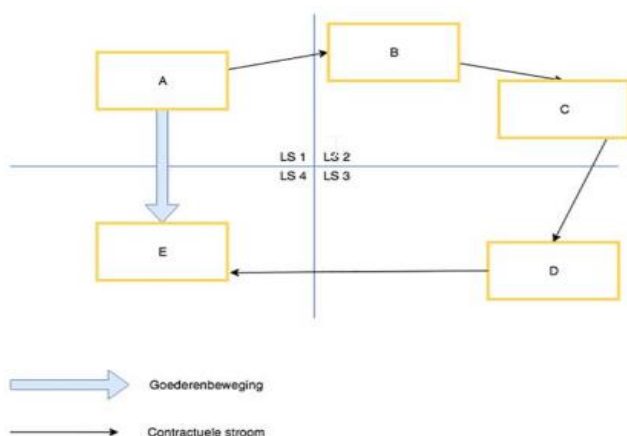 A
B
C
LS 1
LS 2
LS 4
LS 3
E
D
Goederenbeweging
Contractuele stroom